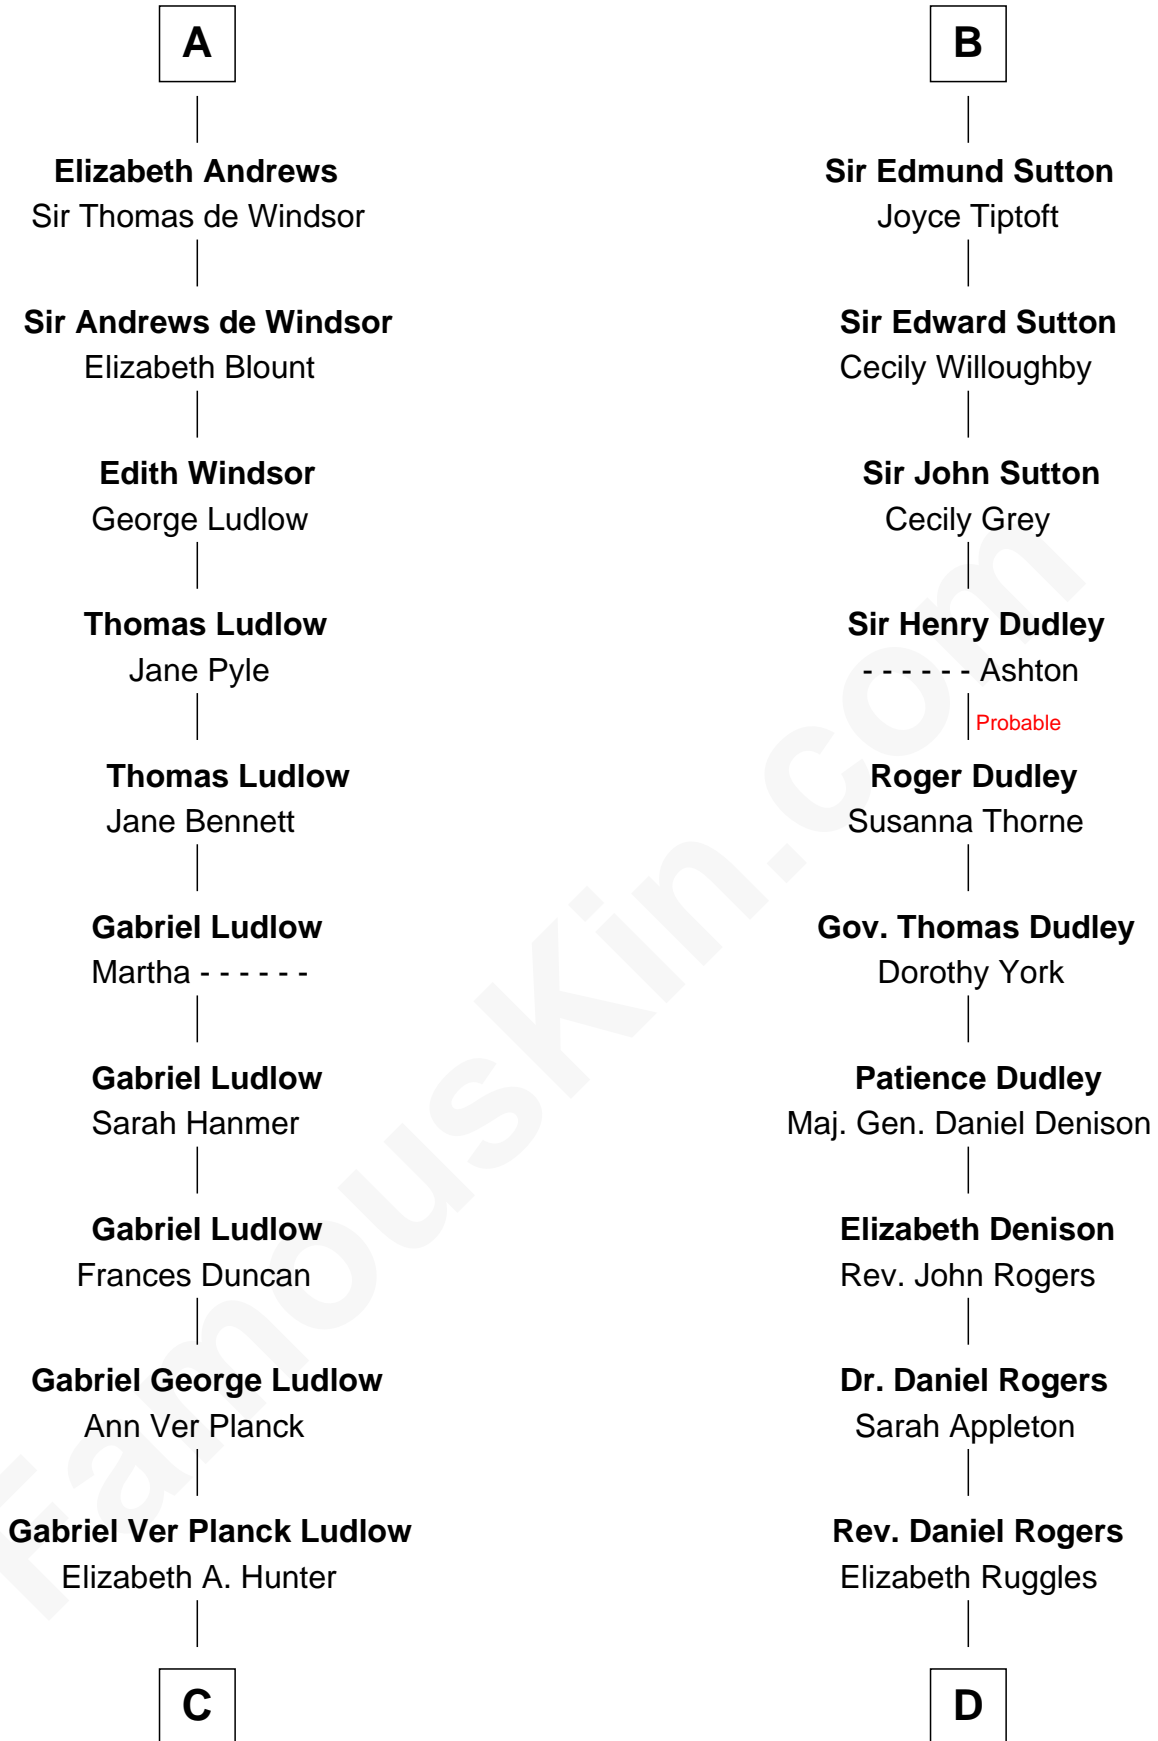 A
Elizabeth Andrews
Sir Thomas de Windsor
Sir Andrews de Windsor
Elizabeth Blount
Edith Windsor
George Ludlow
Thomas Ludlow
Jane Pyle
Thomas Ludlow
Jane Bennett
Gabriel Ludlow
Martha - - - - - -
Gabriel Ludlow
Sarah Hanmer
Gabriel Ludlow
Frances Duncan
Gabriel George Ludlow
Ann Ver Planck
Gabriel Ver Planck Ludlow
Elizabeth A. Hunter
C
B
Sir Edmund Sutton
Joyce Tiptoft
Sir Edward Sutton
Cecily Willoughby
Sir John Sutton
Cecily Grey
Sir Henry Dudley
- - - - - - Ashton
Probable
Roger Dudley
Susanna Thorne
Gov. Thomas Dudley
Dorothy York
Patience Dudley
Maj. Gen. Daniel Denison
Elizabeth Denison
Rev. John Rogers
Dr. Daniel Rogers
Sarah Appleton
Rev. Daniel Rogers
Elizabeth Ruggles
D
FamousKin.com